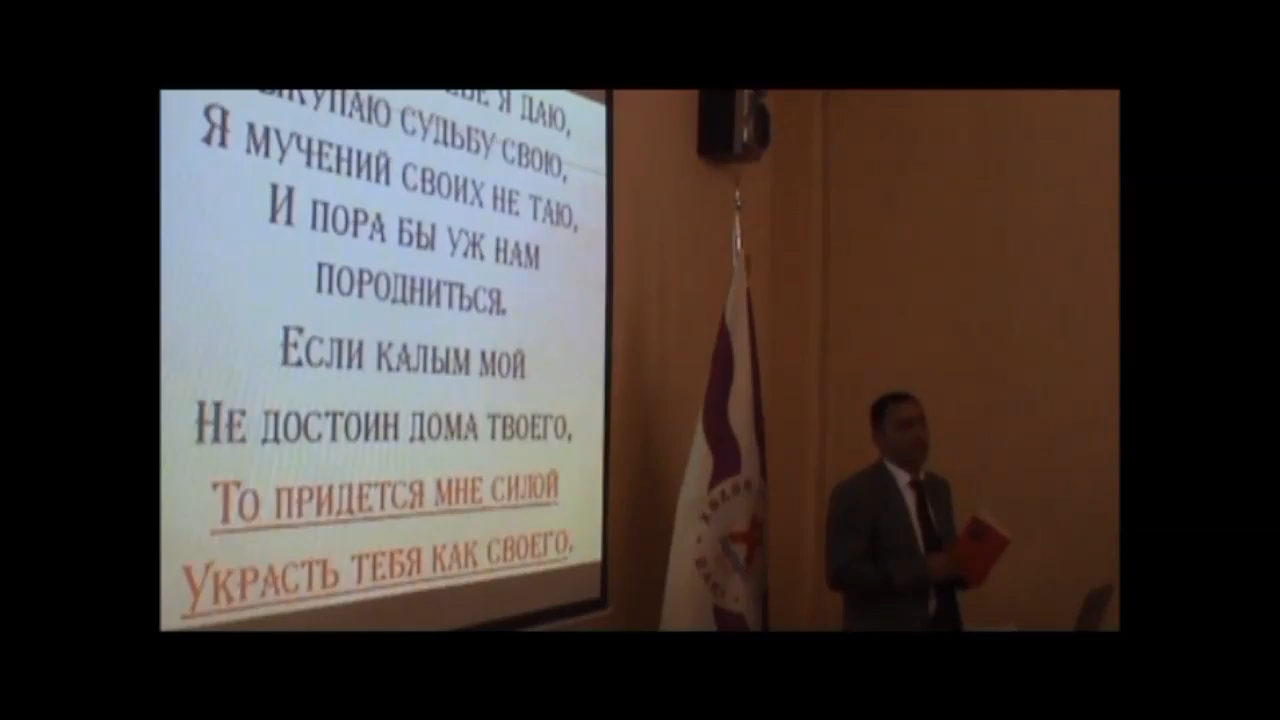 Я ДАЮ,
СУДЬБУ СВОЮ,
Я МУЧЕНИЙ СВОИХ НЕ ТАЮ,
И ПОРА БЫ УЖ НАМ
ПОРОДНИТЬСЯ.
ЕСЛИ КАЛЫМ МОЙ
НЕ ДОСТОИН ДОМА ТВОЕГО,
ТО ПРИДЕТСЯ МНЕ СИЛОЙ
УКРАСТЬ ТЕБЯ КАК СВОЕГО.